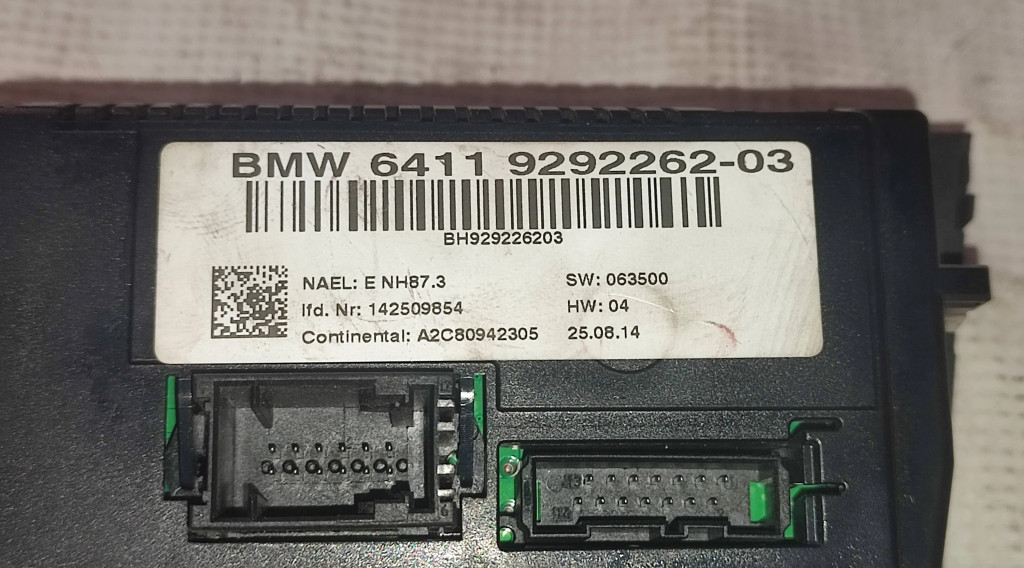 BMW 6411 9292262-03
BH929226203
NAEL: E NH87.3 SW: 063500
lfd. Nr: 142509854 HW: 04
Continental: A2C80942305 25.08.14